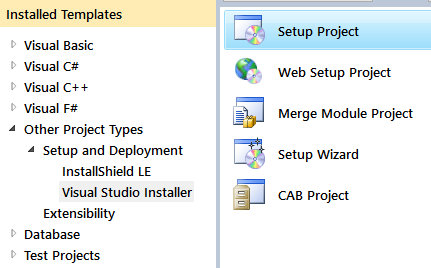 Installed Templates
Visual Basic
Visual C#
Visual C++
Visual F#
Other Project Types
Setup and Deployment
InstallShield LE
Visual Studio Installer
Extensibility
Database
Test Projects
Setup Project
Web Setup Project
Merge Module Project
Setup Wizard
CAB Project